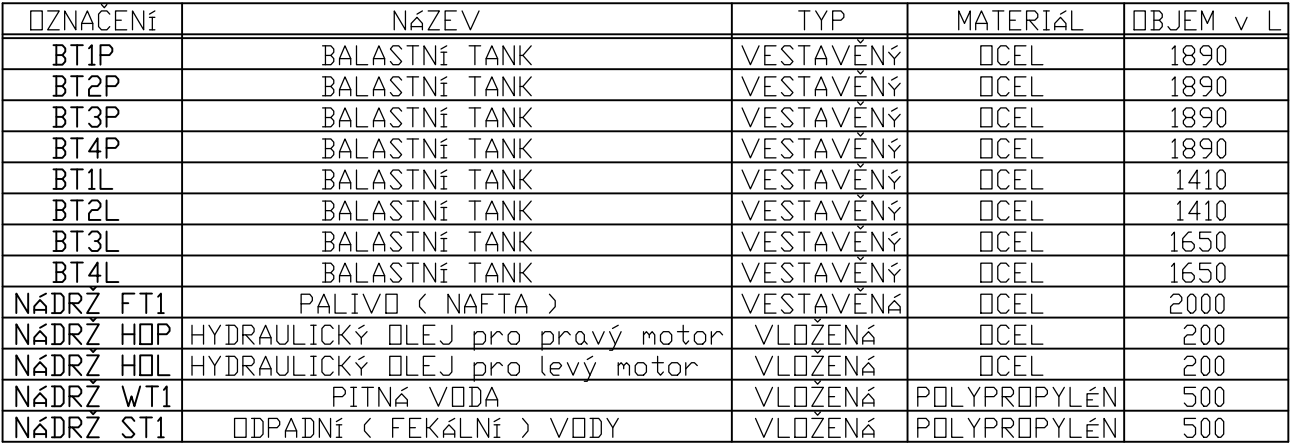 OZNAČENÍ NÁZEV TYP MATERIÁL OBJEM v L
BT1P BALASTNÍ TANK VESTAVĚNÝ OCEL 1890
BT2P BALASTNÍ TANK VESTAVĚNÝ OCEL 1890
BT3P BALASTNÍ TANK VESTAVĚNÝ OCEL 1890
BT4P BALASTNÍ TANK VESTAVĚNÝ OCEL 1890
BT1L BALASTNÍ TANK VESTAVĚNÝ OCEL 1410
BT2L BALASTNÍ TANK VESTAVĚNÝ OCEL 1410
BT3L BALASTNÍ TANK VESTAVĚNÝ OCEL 1650
BT4L BALASTNÍ TANK VESTAVĚNÝ OCEL 1650
NÁDRŽ FT1 PALIVO ( NAFTA ) VESTAVĚNÁ OCEL 2000
NÁDRŽ HOP HYDRAULICKÝ OLEJ pro pravý motor VLOŽENÁ OCEL 200
NÁDRŽ HOL HYDRAULICKÝ OLEJ pro levý motor VLOŽENÁ OCEL 200
NÁDRŽ WT1 PITNÁ VODA VLOŽENÁ POLYPROPYLÉN 500
NÁDRŽ ST1 ODPADNÍ ( FEKÁLNÍ ) VODY VLOŽENÁ POLYPROPYLÉN 500